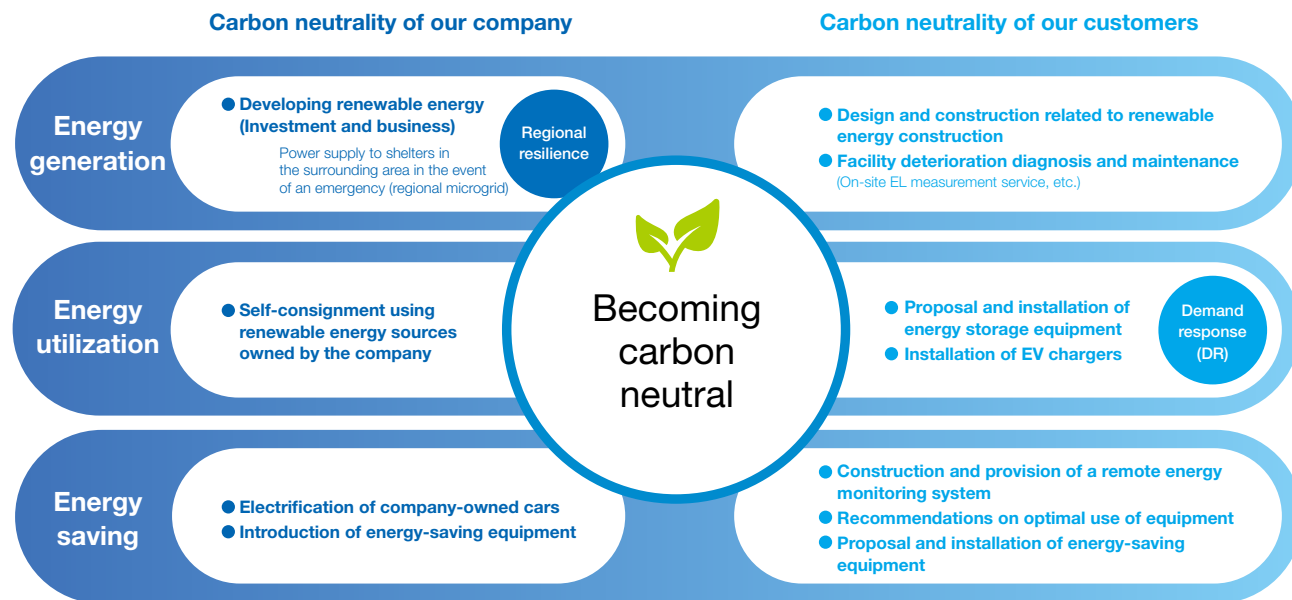 Carbon neutrality of our company
Carbon neutrality of our customers
Energy
generation
● Developing renewable energy
(Investment and business)
Power supply to shelters in
the surrounding area in the event
of an emergency (regional microgrid)
Regional
resilience
● Design and construction related to renewable
energy construction
● Facility deterioration diagnosis and maintenance
(On-site EL measurement service, etc.)
Becoming
carbon
neutral
Energy
utilization
● Self-consignment using
renewable energy sources
owned by the company
● Proposal and installation of
energy storage equipment
● Installation of EV chargers
Demand
response
(DR)
Energy
saving
● Electrification of company-owned cars
● Introduction of energy-saving equipment
● Construction and provision of a remote energy
monitoring system
● Recommendations on optimal use of equipment
● Proposal and installation of energy-saving
equipment